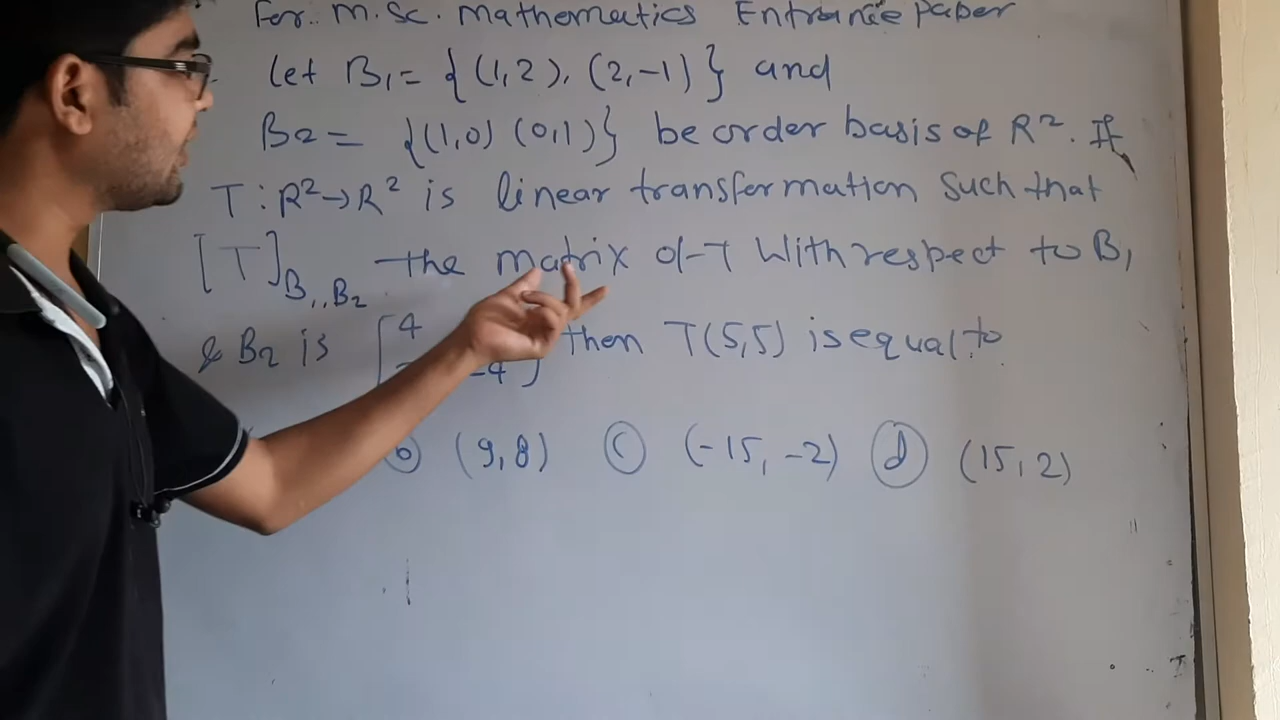 For.. M.Sc. Mathematics Entrance paper
let B1 = {(1,2), (2,-1)} and
B2 = {(1,0) (0,1)} be order basis of R². If
T: R²→R² is linear transformation such that
[T]B1,,B2 the matrix of T with respect to B1
& B2 is [4
-4] then T(5,5) is equal to
(b) (9,8) (c) (-15,-2) (d) (15,2)